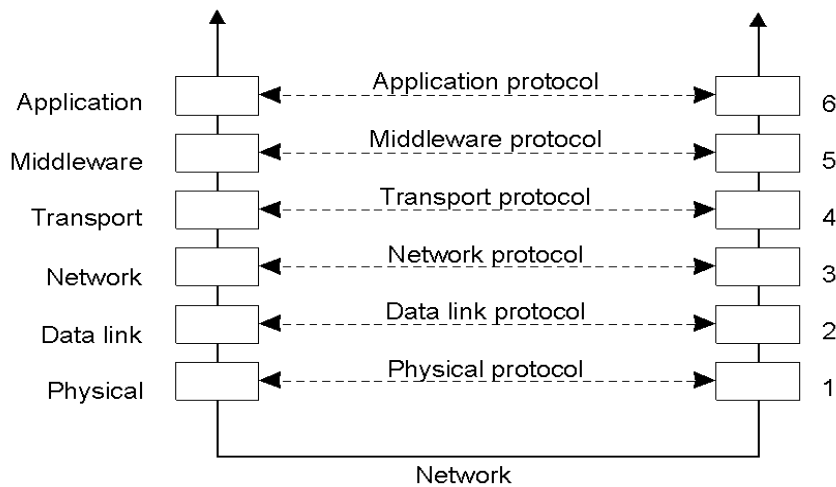 Application Application protocol 6
Middleware Middleware protocol 5
Transport Transport protocol 4
Network Network protocol 3
Data link Data link protocol 2
Physical Physical protocol 1
Network